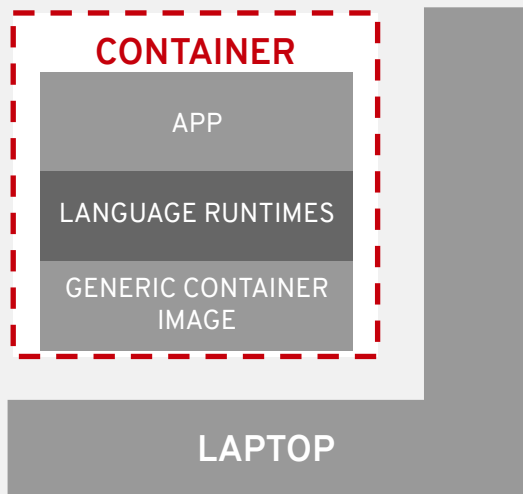 CONTAINER
APP
LANGUAGE RUNTIMES
GENERIC CONTAINER
IMAGE
LAPTOP